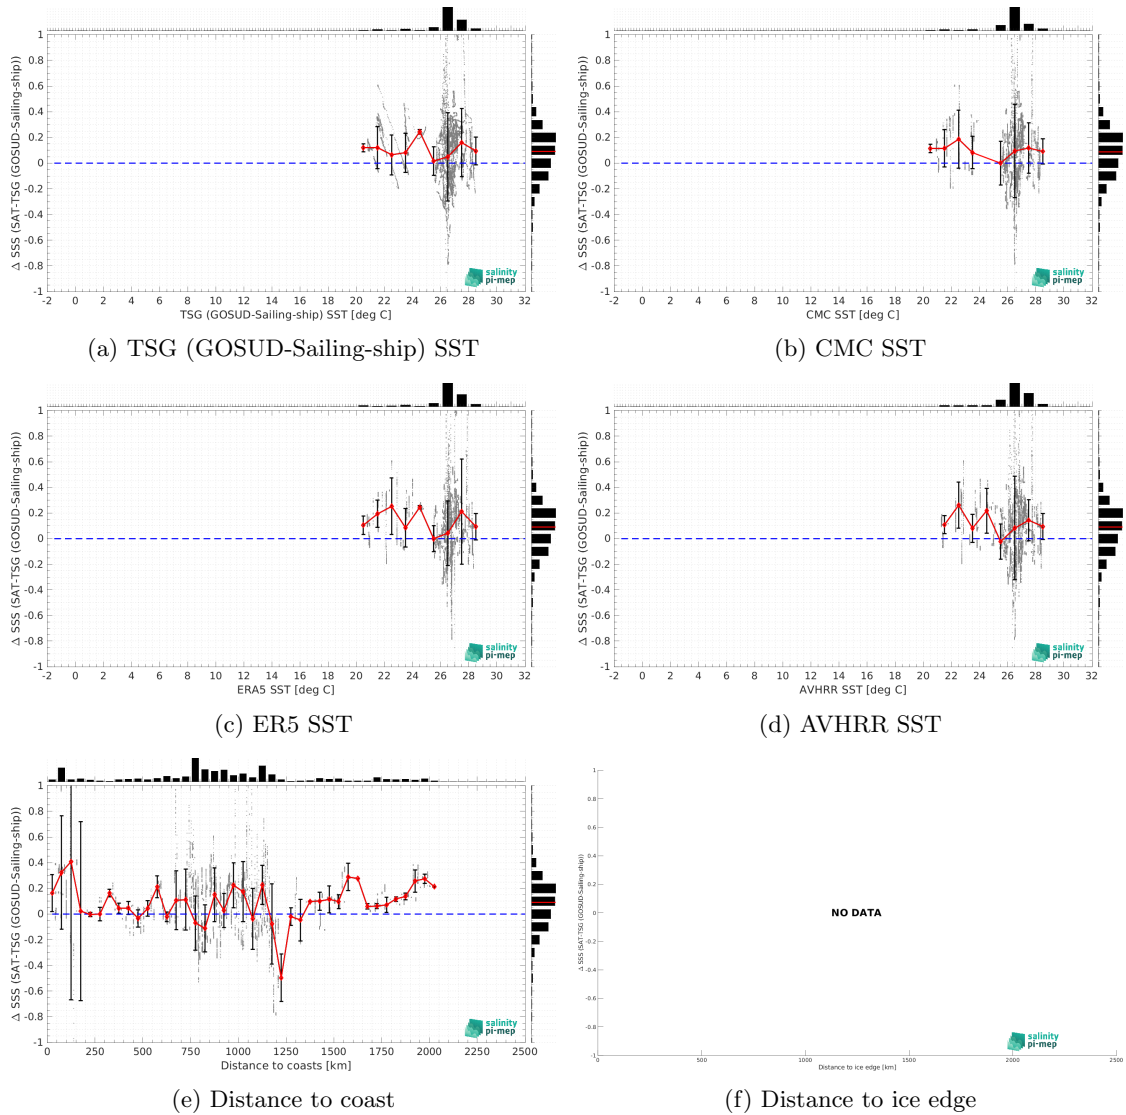 Δ SSS (SAT-TSG (GOSUD-Sailing-ship))
1
0.8
0.6
0.4
0.2
0
-0.2
-0.4
-0.6
-0.8
-1
salinity
pi-mep
-2 0 2 4 6 8 10 12 14 16 18 20 22 24 26 28 30 32
TSG (GOSUD-Sailing-ship) SST [deg C]
(a) TSG (GOSUD-Sailing-ship) SST
Δ SSS (SAT-TSG (GOSUD-Sailing-ship))
1
0.8
0.6
0.4
0.2
0
-0.2
-0.4
-0.6
-0.8
-1
salinity
pi-mep
-2 0 2 4 6 8 10 12 14 16 18 20 22 24 26 28 30 32
CMC SST [deg C]
(b) CMC SST
Δ SSS (SAT-TSG (GOSUD-Sailing-ship))
1
0.8
0.6
0.4
0.2
0
-0.2
-0.4
-0.6
-0.8
-1
salinity
pi-mep
-2 0 2 4 6 8 10 12 14 16 18 20 22 24 26 28 30 32
ERA5 SST [deg C]
(c) ER5 SST
Δ SSS (SAT-TSG (GOSUD-Sailing-ship))
1
0.8
0.6
0.4
0.2
0
-0.2
-0.4
-0.6
-0.8
-1
salinity
pi-mep
-2 0 2 4 6 8 10 12 14 16 18 20 22 24 26 28 30 32
AVHRR SST [deg C]
(d) AVHRR SST
Δ SSS (SAT-TSG (GOSUD-Sailing-ship))
1
0.8
0.6
0.4
0.2
0
-0.2
-0.4
-0.6
-0.8
-1
salinity
pi-mep
0 250 500 750 1000 1250 1500 1750 2000 2250 2500
Distance to coasts [km]
(e) Distance to coast
Δ SSS (SAT-TSG (GOSUD-Sailing-ship))
1
0.8
0.6
0.4
0.2
0
-0.2
-0.4
-0.6
-0.8
-1
NO DATA
salinity
pi-mep
0 500 1000 1500 2000 2500
Distance to ice edge [km]
(f) Distance to ice edge